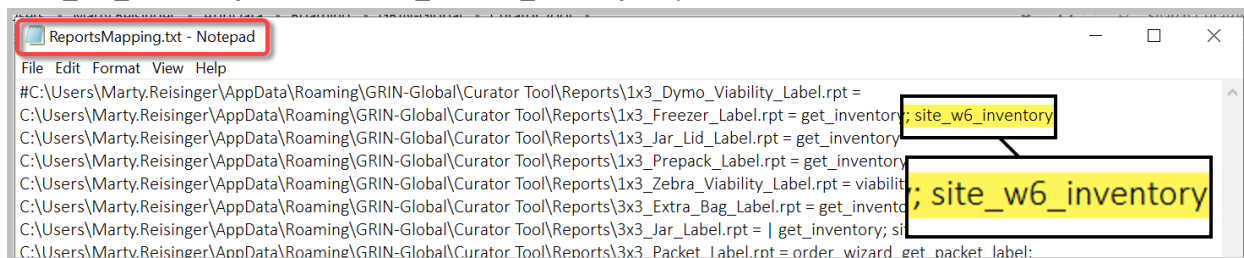 ReportsMapping.txt - Notepad
File Edit Format View Help
#C:\Users\Marty.Reisinger\AppData\Roaming\GRIN-Global\Curator Tool\Reports\1x3_Dymo_Viability_Label.rpt =
C:\Users\Marty.Reisinger\AppData\Roaming\GRIN-Global\Curator Tool\Reports\1x3_Freezer_Label.rpt = get_inventory; site_w6_inventory
C:\Users\Marty.Reisinger\AppData\Roaming\GRIN-Global\Curator Tool\Reports\1x3_Jar_Lid_Label.rpt = get_inventory
C:\Users\Marty.Reisinger\AppData\Roaming\GRIN-Global\Curator Tool\Reports\1x3_Prepack_Label.rpt = get_inventory
; site_w6_inventory
C:\Users\Marty.Reisinger\AppData\Roaming\GRIN-Global\Curator Tool\Reports\1x3_Zebra_Viability_Label.rpt =
C:\Users\Marty.Reisinger\AppData\Roaming\GRIN-Global\Curator Tool\Reports\3x3_Extra_Bag_Label.rpt =
C:\Users\Marty.Reisinger\AppData\Roaming\GRIN-Global\Curator Tool\Reports\3x3_Jar_Label.rpt = | get_inventory;
C:\Users\Marty.Reisinger\AppData\Roaming\GRIN-Global\Curator Tool\Reports\3x3_Packet_Label.rpt = order_wizard_get_packet_label;